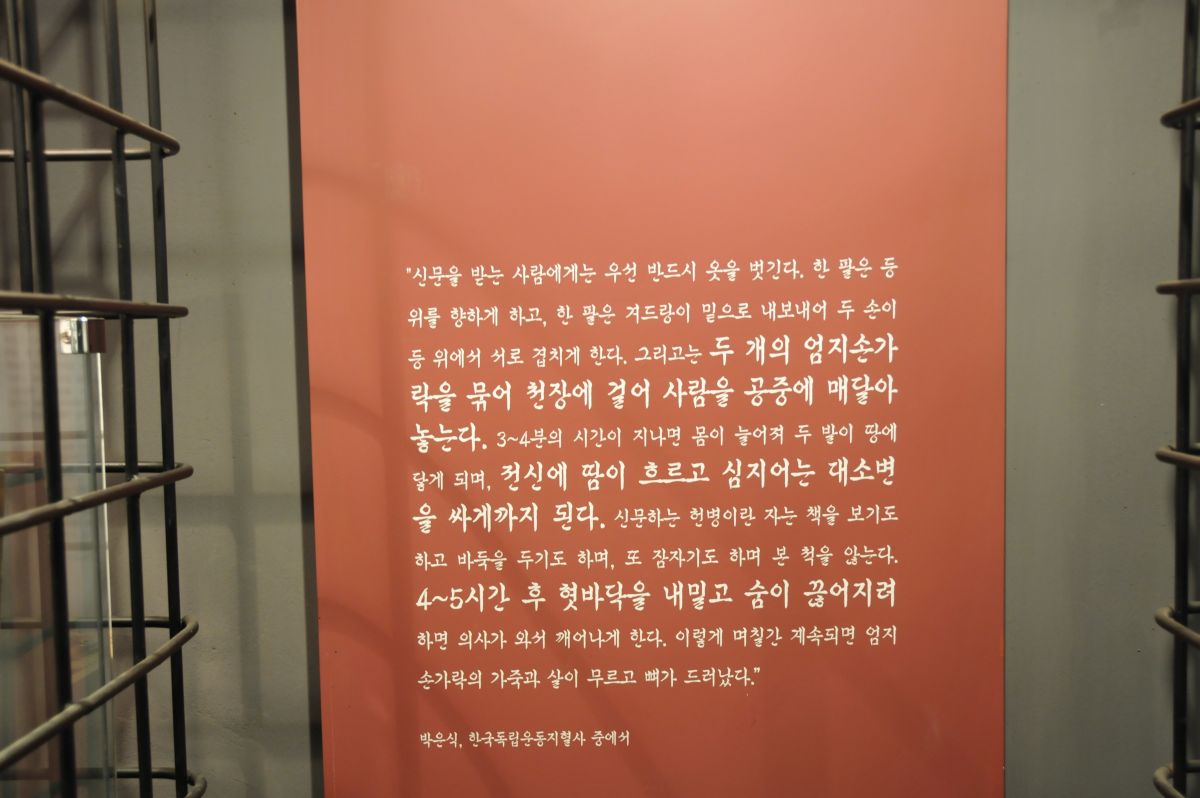 "신문을 받는 사람에게는 우선 반드시 옷을 벗긴다. 한 팔은 등
위를 향하게 하고, 한 팔은 겨드랑이 밑으로 내보내어 두 손이
등 위에서 서로 겹치게 한다. 그리고는 두 개의 엄지손가
락을 묶어 천장에 걸어 사람을 공중에 매달아
놓는다. 3~4분의 시간이 지나면 몸이 늘어져 두 발이 땅에
닿게 되며, 전신에 땀이 흐르고 심지어는 대소변
을 싸게까지 된다. 신문하는 헌병이란 자는 책을 보기도
하고 바둑을 두기도 하며, 또 잠자기도 하며 본 척을 않는다.
4~5시간 후 혓바닥을 내밀고 숨이 끊어지려
하면 의사가 와서 깨어나게 한다. 이렇게 며칠간 계속되면 엄지
손가락의 가죽과 살이 무르고 뼈가 드러났다."
박은식, 한국독립운동지혈사 중에서